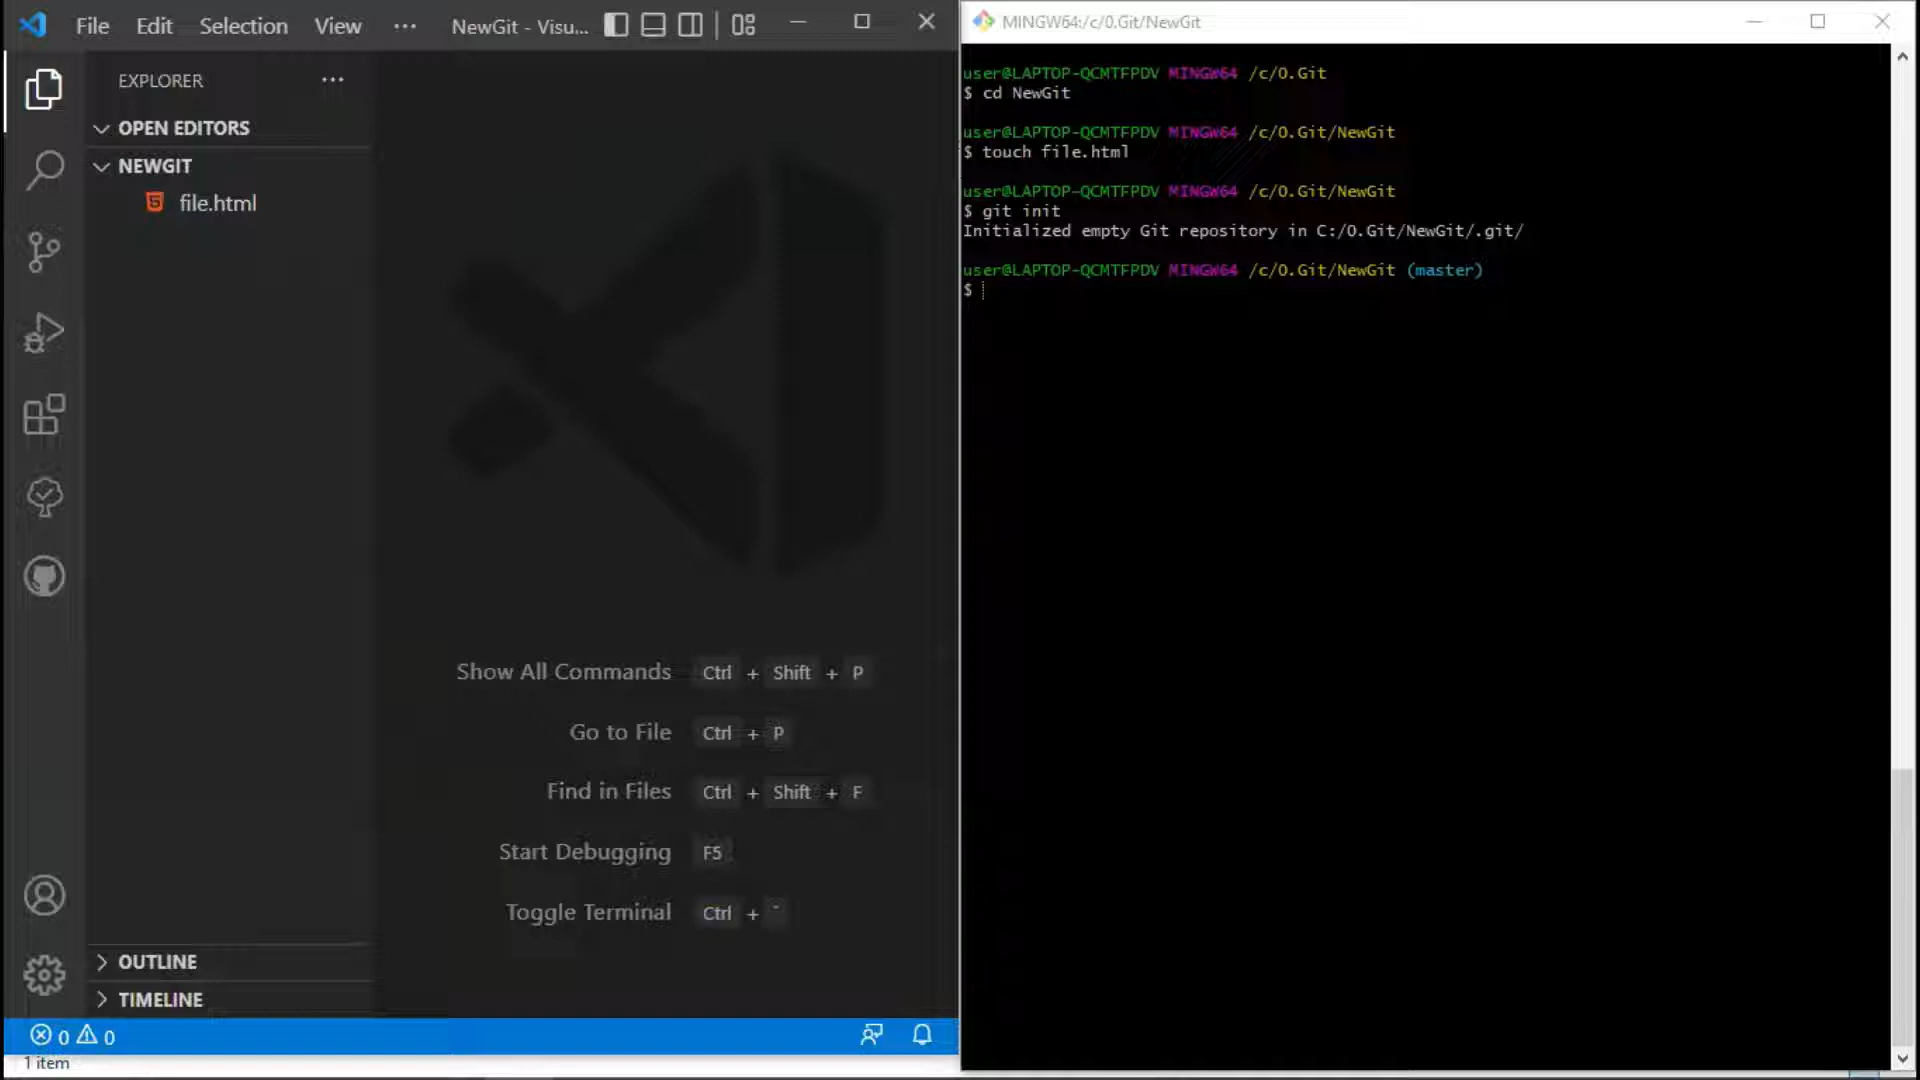 File Edit Selection View ··· NewGit - Visu...
EXPLORER ···
OPEN EDITORS
NEWGIT
file.html
Show All Commands Ctrl + Shift + P
Go to File Ctrl + P
Find in Files Ctrl + Shift + F
Start Debugging F5
Toggle Terminal Ctrl + `
OUTLINE
TIMELINE
0 0
1 item
MINGW64:/c/0.Git/NewGit
user@LAPTOP-QCMTFPDV MINGW64 /c/0.Git
$ cd NewGit
user@LAPTOP-QCMTFPDV MINGW64 /c/0.Git/NewGit
$ touch file.html
user@LAPTOP-QCMTFPDV MINGW64 /c/0.Git/NewGit
$ git init
Initialized empty Git repository in C:/0.Git/NewGit/.git/
user@LAPTOP-QCMTFPDV MINGW64 /c/0.Git/NewGit (master)
$